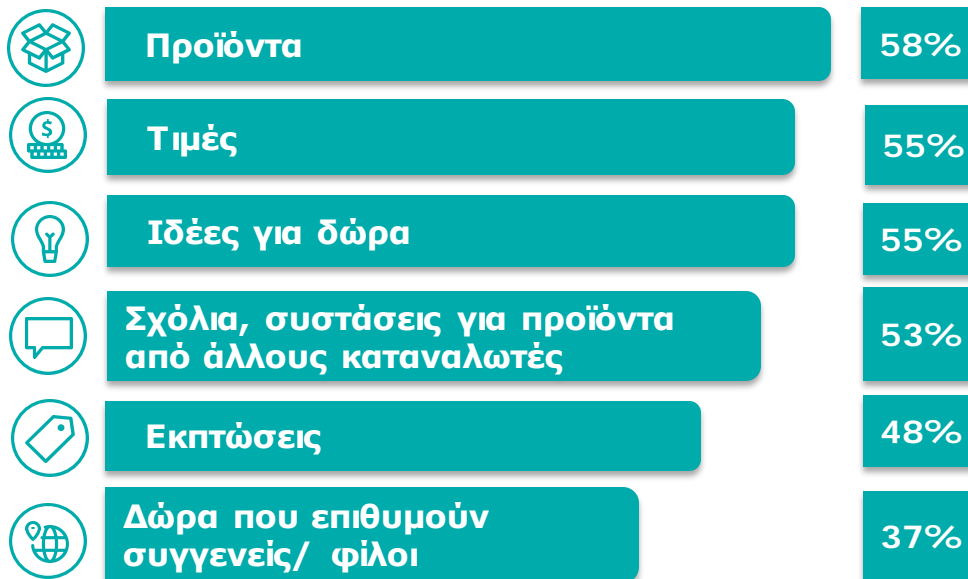 Προϊόντα 58%
$
Τιμές 55%
Ιδέες για δώρα 55%
Σχόλια, συστάσεις για προϊόντα
από άλλους καταναλωτές 53%
Εκπτώσεις 48%
Δώρα που επιθυμούν
συγγενείς/ φίλοι 37%